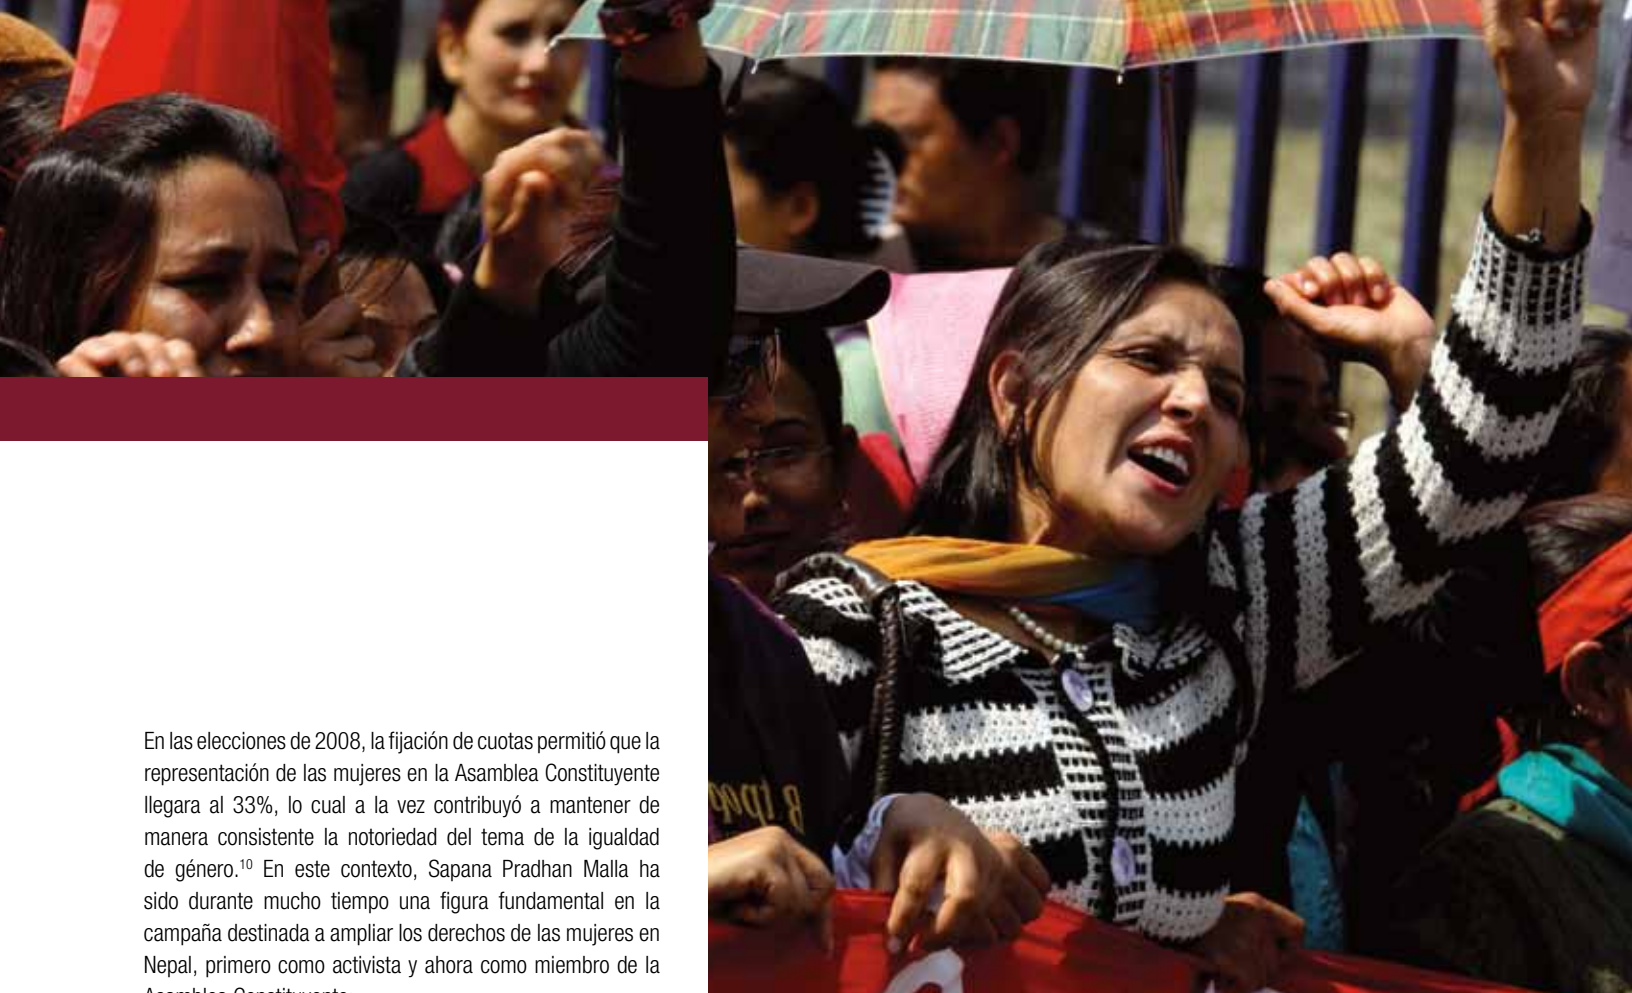 En las elecciones de 2008, la fijación de cuotas permitió que la
representación de las mujeres en la Asamblea Constituyente
llegara al 33%, lo cual a la vez contribuyó a mantener de
manera consistente la notoriedad del tema de la igualdad
de género.10 En este contexto, Sapana Pradhan Malla ha
sido durante mucho tiempo una figura fundamental en la
campaña destinada a ampliar los derechos de las mujeres en
Nepal, primero como activista y ahora como miembro de la
Asamblea Constituyente.